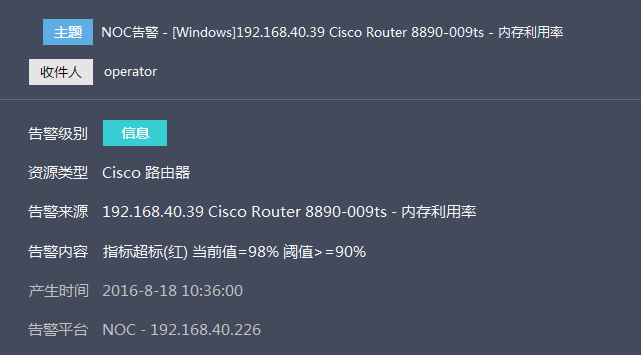 主题 NOC告警 - [Windows]192.168.40.39 Cisco Router 8890-009ts - 内存利用率
收件人 operator
告警级别 信息
资源类型 Cisco 路由器
告警来源 192.168.40.39 Cisco Router 8890-009ts - 内存利用率
告警内容 指标超标(红) 当前值=98% 阈值>=90%
产生时间 2016-8-18 10:36:00
告警平台 NOC - 192.168.40.226